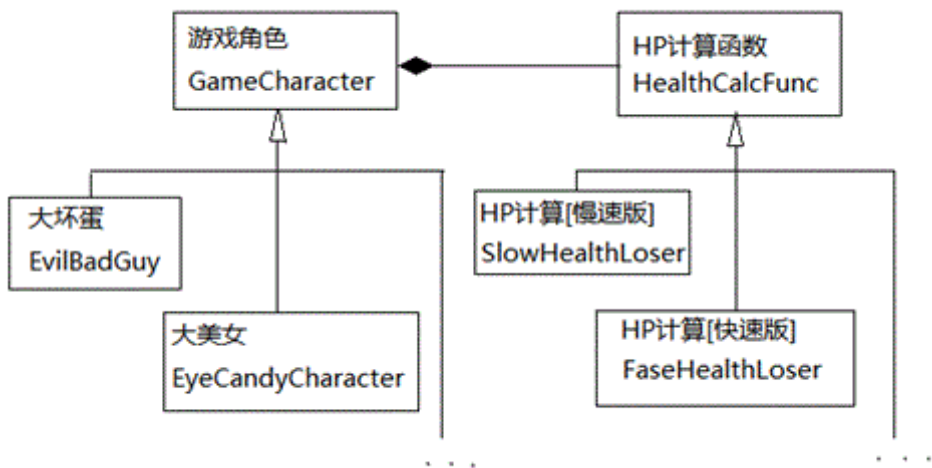 游戏角色
GameCharacter
HP计算函数
HealthCalcFunc
大坏蛋
EvilBadGuy
HP计算[慢速版]
SlowHealthLoser
大美女
EyeCandyCharacter
HP计算[快速版]
FaseHealthLoser
. . .
. . .